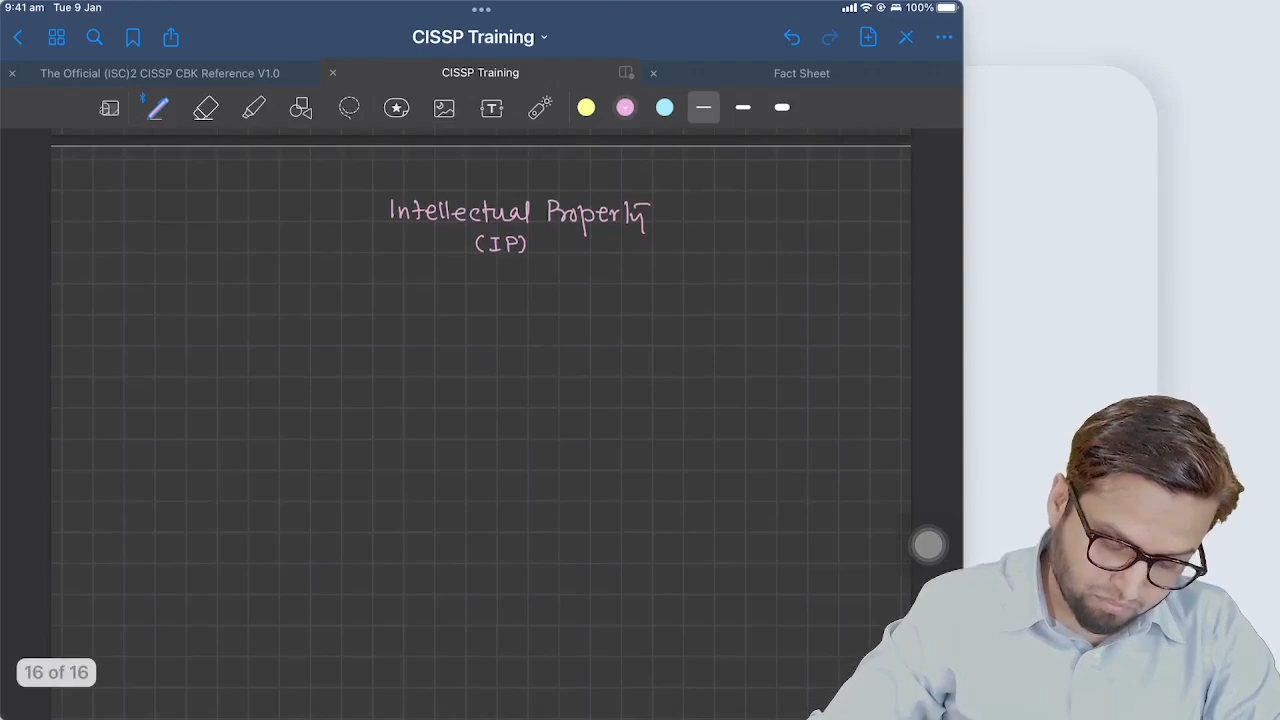 9:41 am Tue 9 Jan
100%
CISSP Training
The Official (ISC)2 CISSP CBK Reference V1.0
CISSP Training
Fact Sheet
Intellectual Property
(IP)
16 of 16